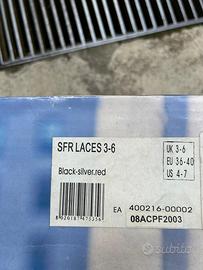 SFR LACES 3-6
Black-silver.red
UK 3-6
EU 36-40
US 4-7
EA 400216-00002
08ACPF2003
subito